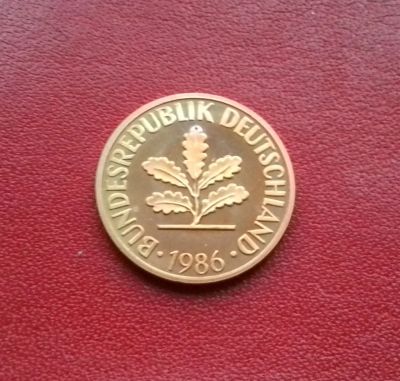 BUNDESREPUBLIK DEUTSCHLAND
· 1986 ·